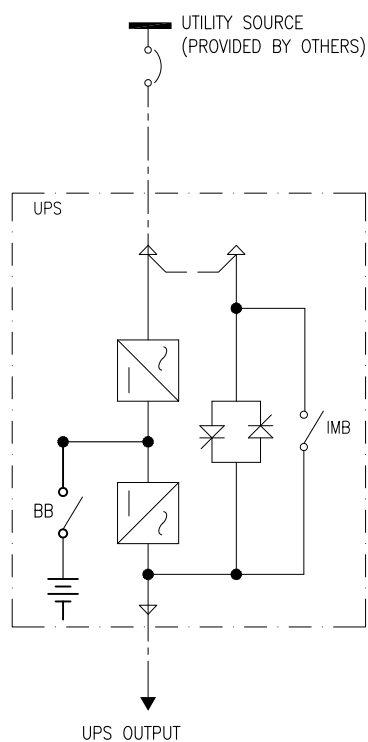 UTILITY SOURCE
(PROVIDED BY OTHERS)
UPS
IMB
BB
UPS OUTPUT